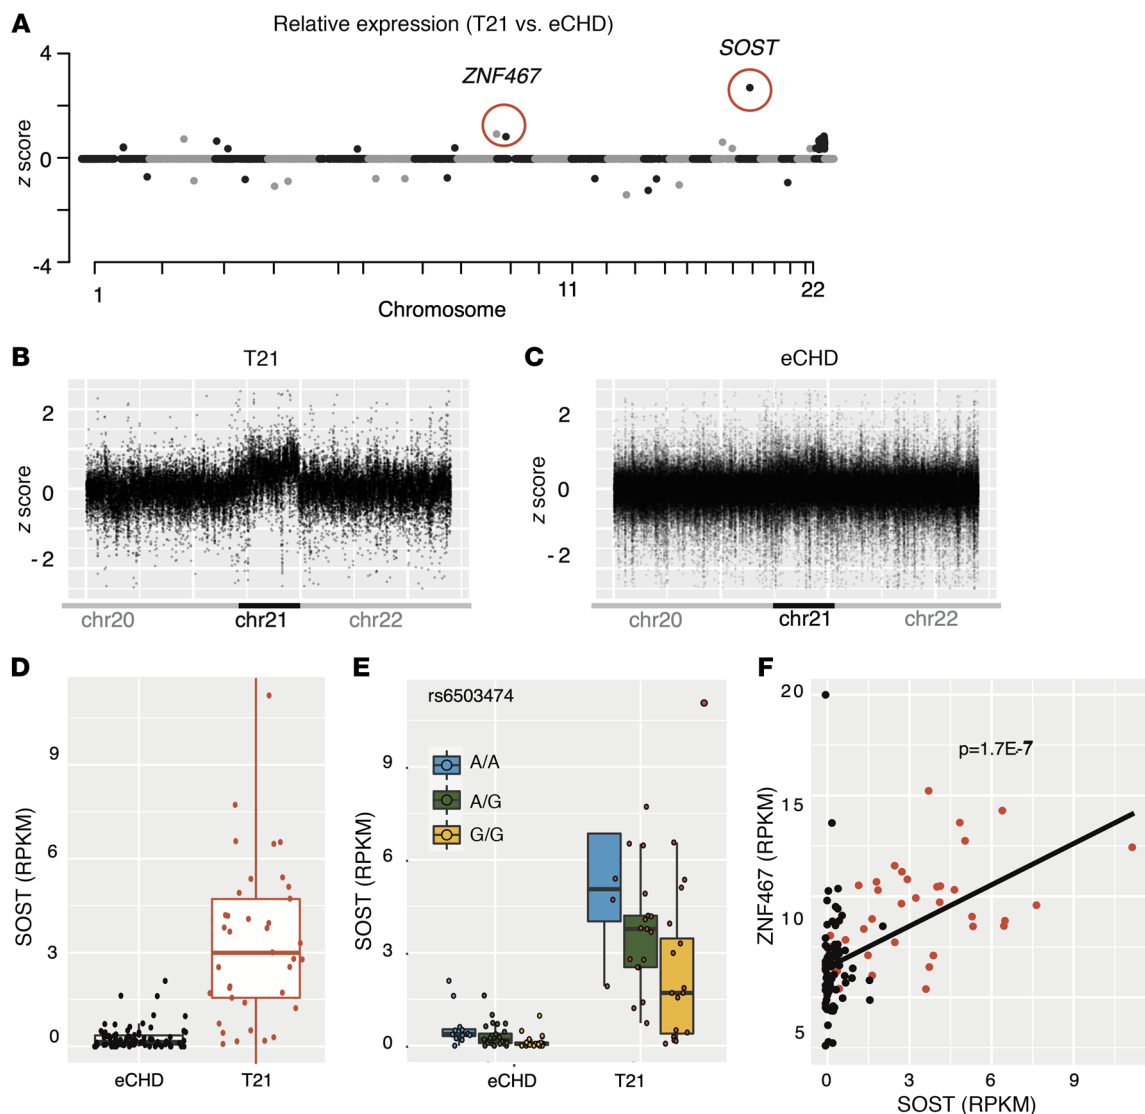 A
Relative expression (T21 vs. eCHD)
ZNF467
SOST
4
0
-4
z score
1
11
22
Chromosome
B
T21
2
0
-2
z score
chr20
chr21
chr22
C
eCHD
2
0
-2
z score
chr20
chr21
chr22
D
9
6
3
0
SOST (RPKM)
eCHD
T21
E
rs6503474
A/A
A/G
G/G
9
6
3
0
SOST (RPKM)
eCHD
T21
F
p=1.7E-7
20
15
10
5
ZNF467 (RPKM)
0
3
6
9
SOST (RPKM)